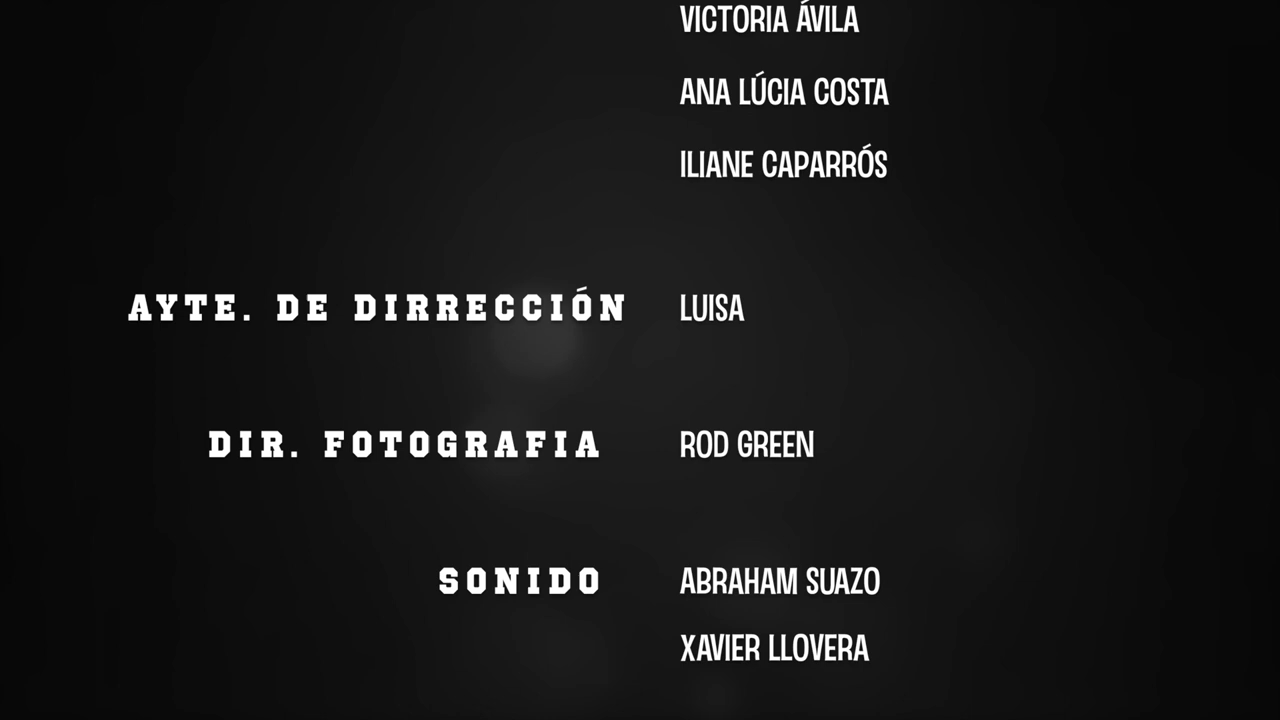 VICTORIA ÁVILA
ANA LÚCIA COSTA
ILIANE CAPARRÓS
AYTE. DE DIRRECCIÓN LUISA
DIR. FOTOGRAFIA ROD GREEN
SONIDO ABRAHAM SUAZO
XAVIER LLOVERA